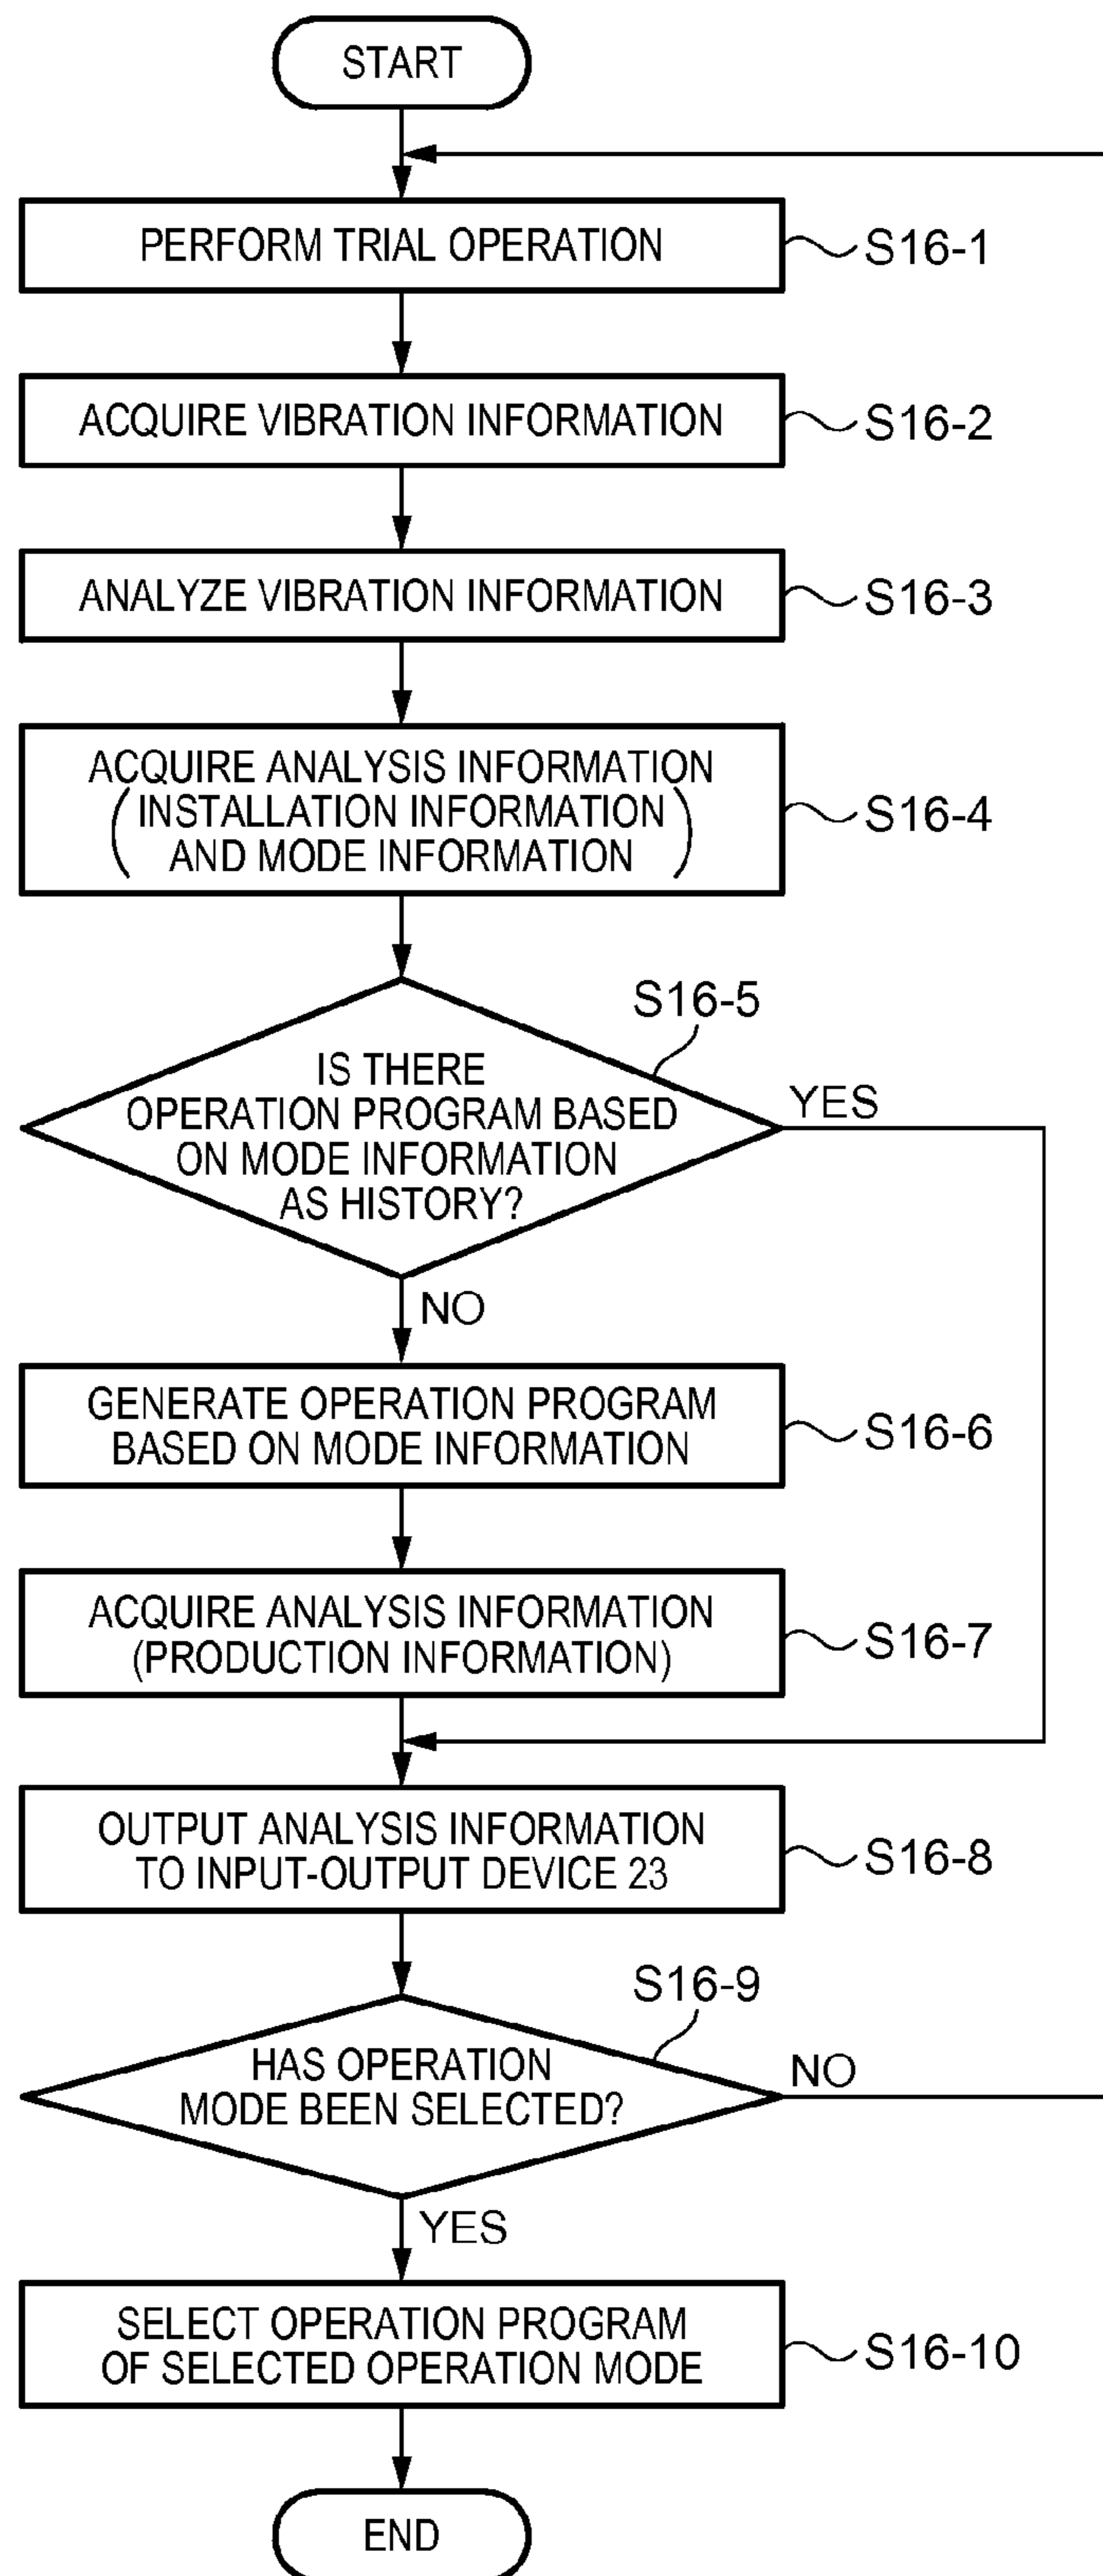 START
PERFORM TRIAL OPERATION
S16-1
ACQUIRE VIBRATION INFORMATION
S16-2
ANALYZE VIBRATION INFORMATION
S16-3
ACQUIRE ANALYSIS INFORMATION
(INSTALLATION INFORMATION
AND MODE INFORMATION)
S16-4
S16-5
IS THERE
OPERATION PROGRAM BASED
ON MODE INFORMATION
AS HISTORY?
YES
NO
GENERATE OPERATION PROGRAM
BASED ON MODE INFORMATION
S16-6
ACQUIRE ANALYSIS INFORMATION
(PRODUCTION INFORMATION)
S16-7
OUTPUT ANALYSIS INFORMATION
TO INPUT-OUTPUT DEVICE 23
S16-8
S16-9
HAS OPERATION
MODE BEEN SELECTED?
NO
YES
SELECT OPERATION PROGRAM
OF SELECTED OPERATION MODE
S16-10
END